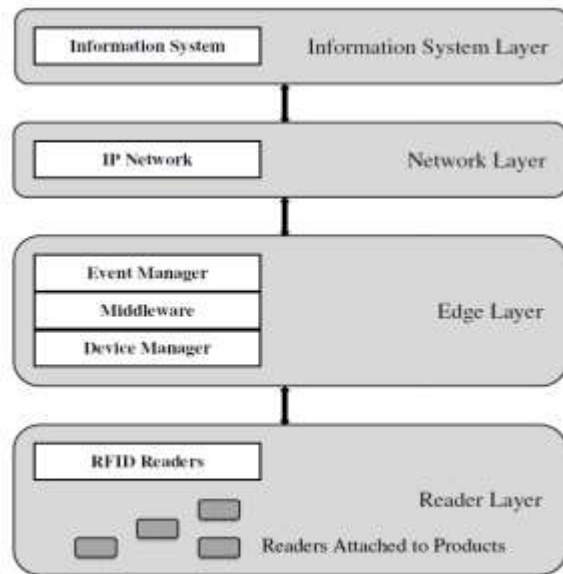 Information System
Information System Layer
IP Network
Network Layer
Event Manager
Middleware
Device Manager
Edge Layer
RFID Readers
Reader Layer
Readers Attached to Products